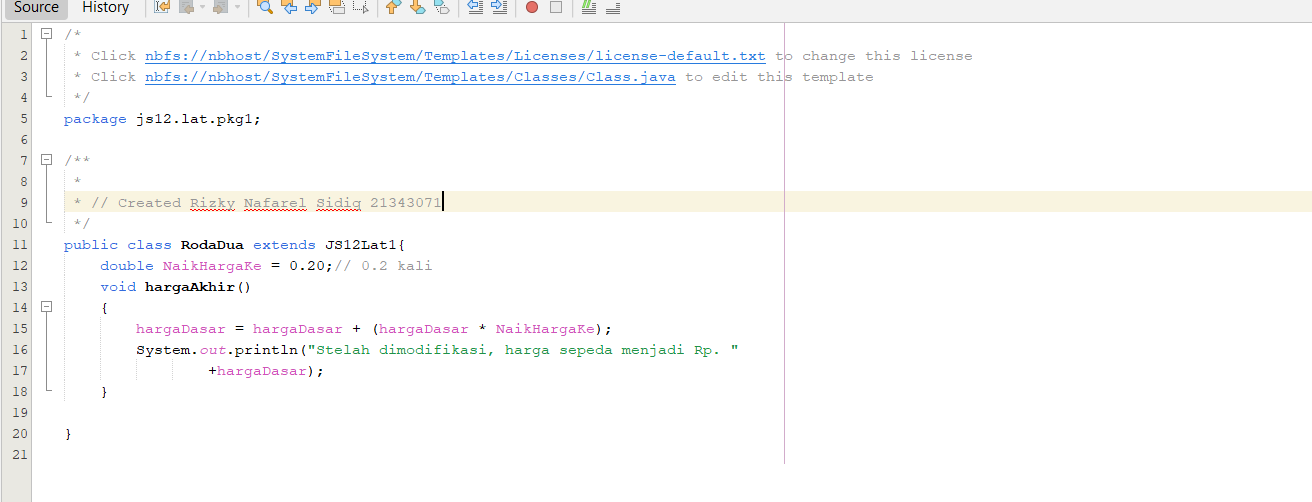 Source History
1 /*
2 * Click nbfs://nbhost/SystemFileSystem/Templates/Licenses/license-default.txt to change this license
3 * Click nbfs://nbhost/SystemFileSystem/Templates/Classes/Class.java to edit this template
4 */
5 package js12.lat.pkg1;
6
7 /**
8 *
9 * // Created Rizky Nafarel Sidiq 21343071
10 */
11 public class RodaDua extends JS12Lat1{
12 double NaikHargaKe = 0.20;// 0.2 kali
13 void hargaAkhir()
14 {
15 hargaDasar = hargaDasar + (hargaDasar * NaikHargaKe);
16 System.out.println("Stelah dimodifikasi, harga sepeda menjadi Rp. "
17 +hargaDasar);
18 }
19
20 }
21